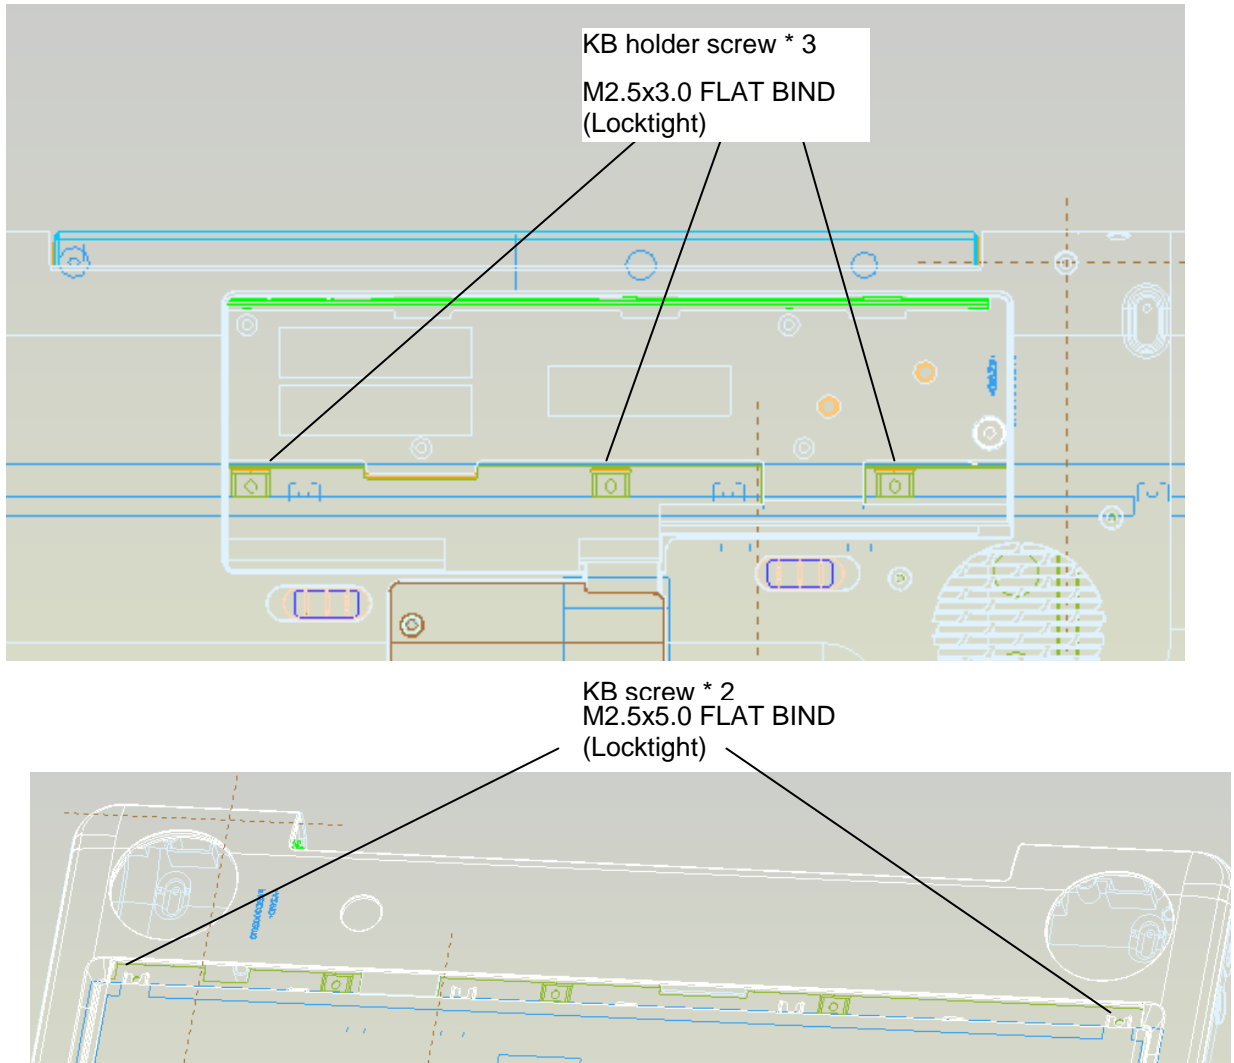 KB holder screw * 3
M2.5x3.0 FLAT BIND
(Locktight)
KB screw * 2
M2.5x5.0 FLAT BIND
(Locktight)